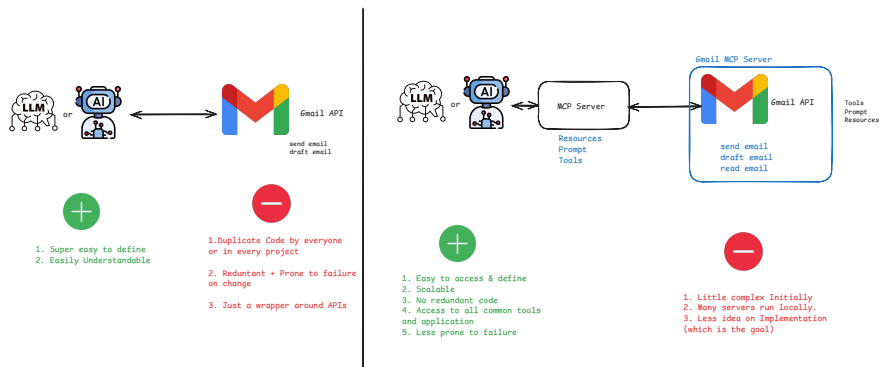 LLM
or
AI
Gmail API
send email
draft email
1. Super easy to define
2. Easily Understandable
1.Duplicate Code by everyone
or in every project
2. Reduntant + Prone to failure
on change
3. Just a wrapper around APIs
LLM
or
AI
MCP Server
Resources
Prompt
Tools
Gmail MCP Server
Gmail API
send email
draft email
read email
Tools
Prompt
Resources
1. Easy to access & define
2. Scalable
3. No redundant code
4. Access to all common tools
and application
5. Less prone to failure
1. Little complex Initially
2. Many servers run locally.
3. Less idea on Implementation
(which is the goal)